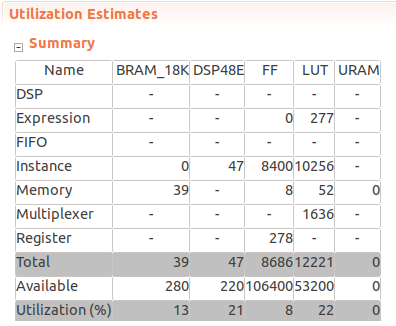 Utilization Estimates
Summary
Name BRAM_18K DSP48E FF LUT URAM
DSP - - - - -
Expression - - 0 277 -
FIFO - - - - -
Instance 0 47 8400 10256 -
Memory 39 - 8 52 0
Multiplexer - - - 1636 -
Register - - 278 - -
Total 39 47 8686 12221 0
Available 280 220 106400 53200 0
Utilization (%) 13 21 8 22 0